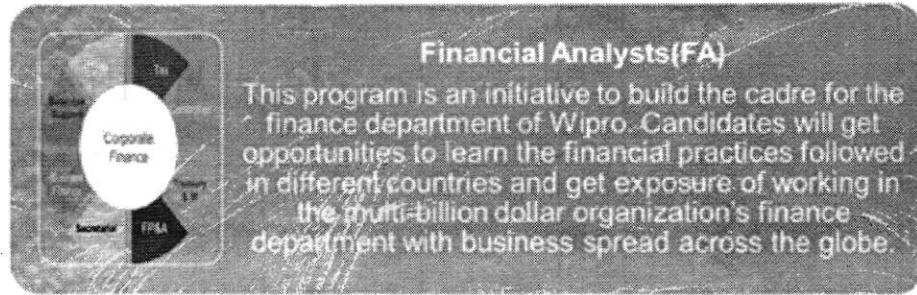 Financial Analysts(FA)
This program is an initiative to build the cadre for the
finance department of Wipro. Candidates will get
opportunities to learn the financial practices followed
in different countries and get exposure of working in
the multi-billion dollar organization's finance
department with business spread across the globe.
Tax
Corporate
Finance
Secretarial
FP&A